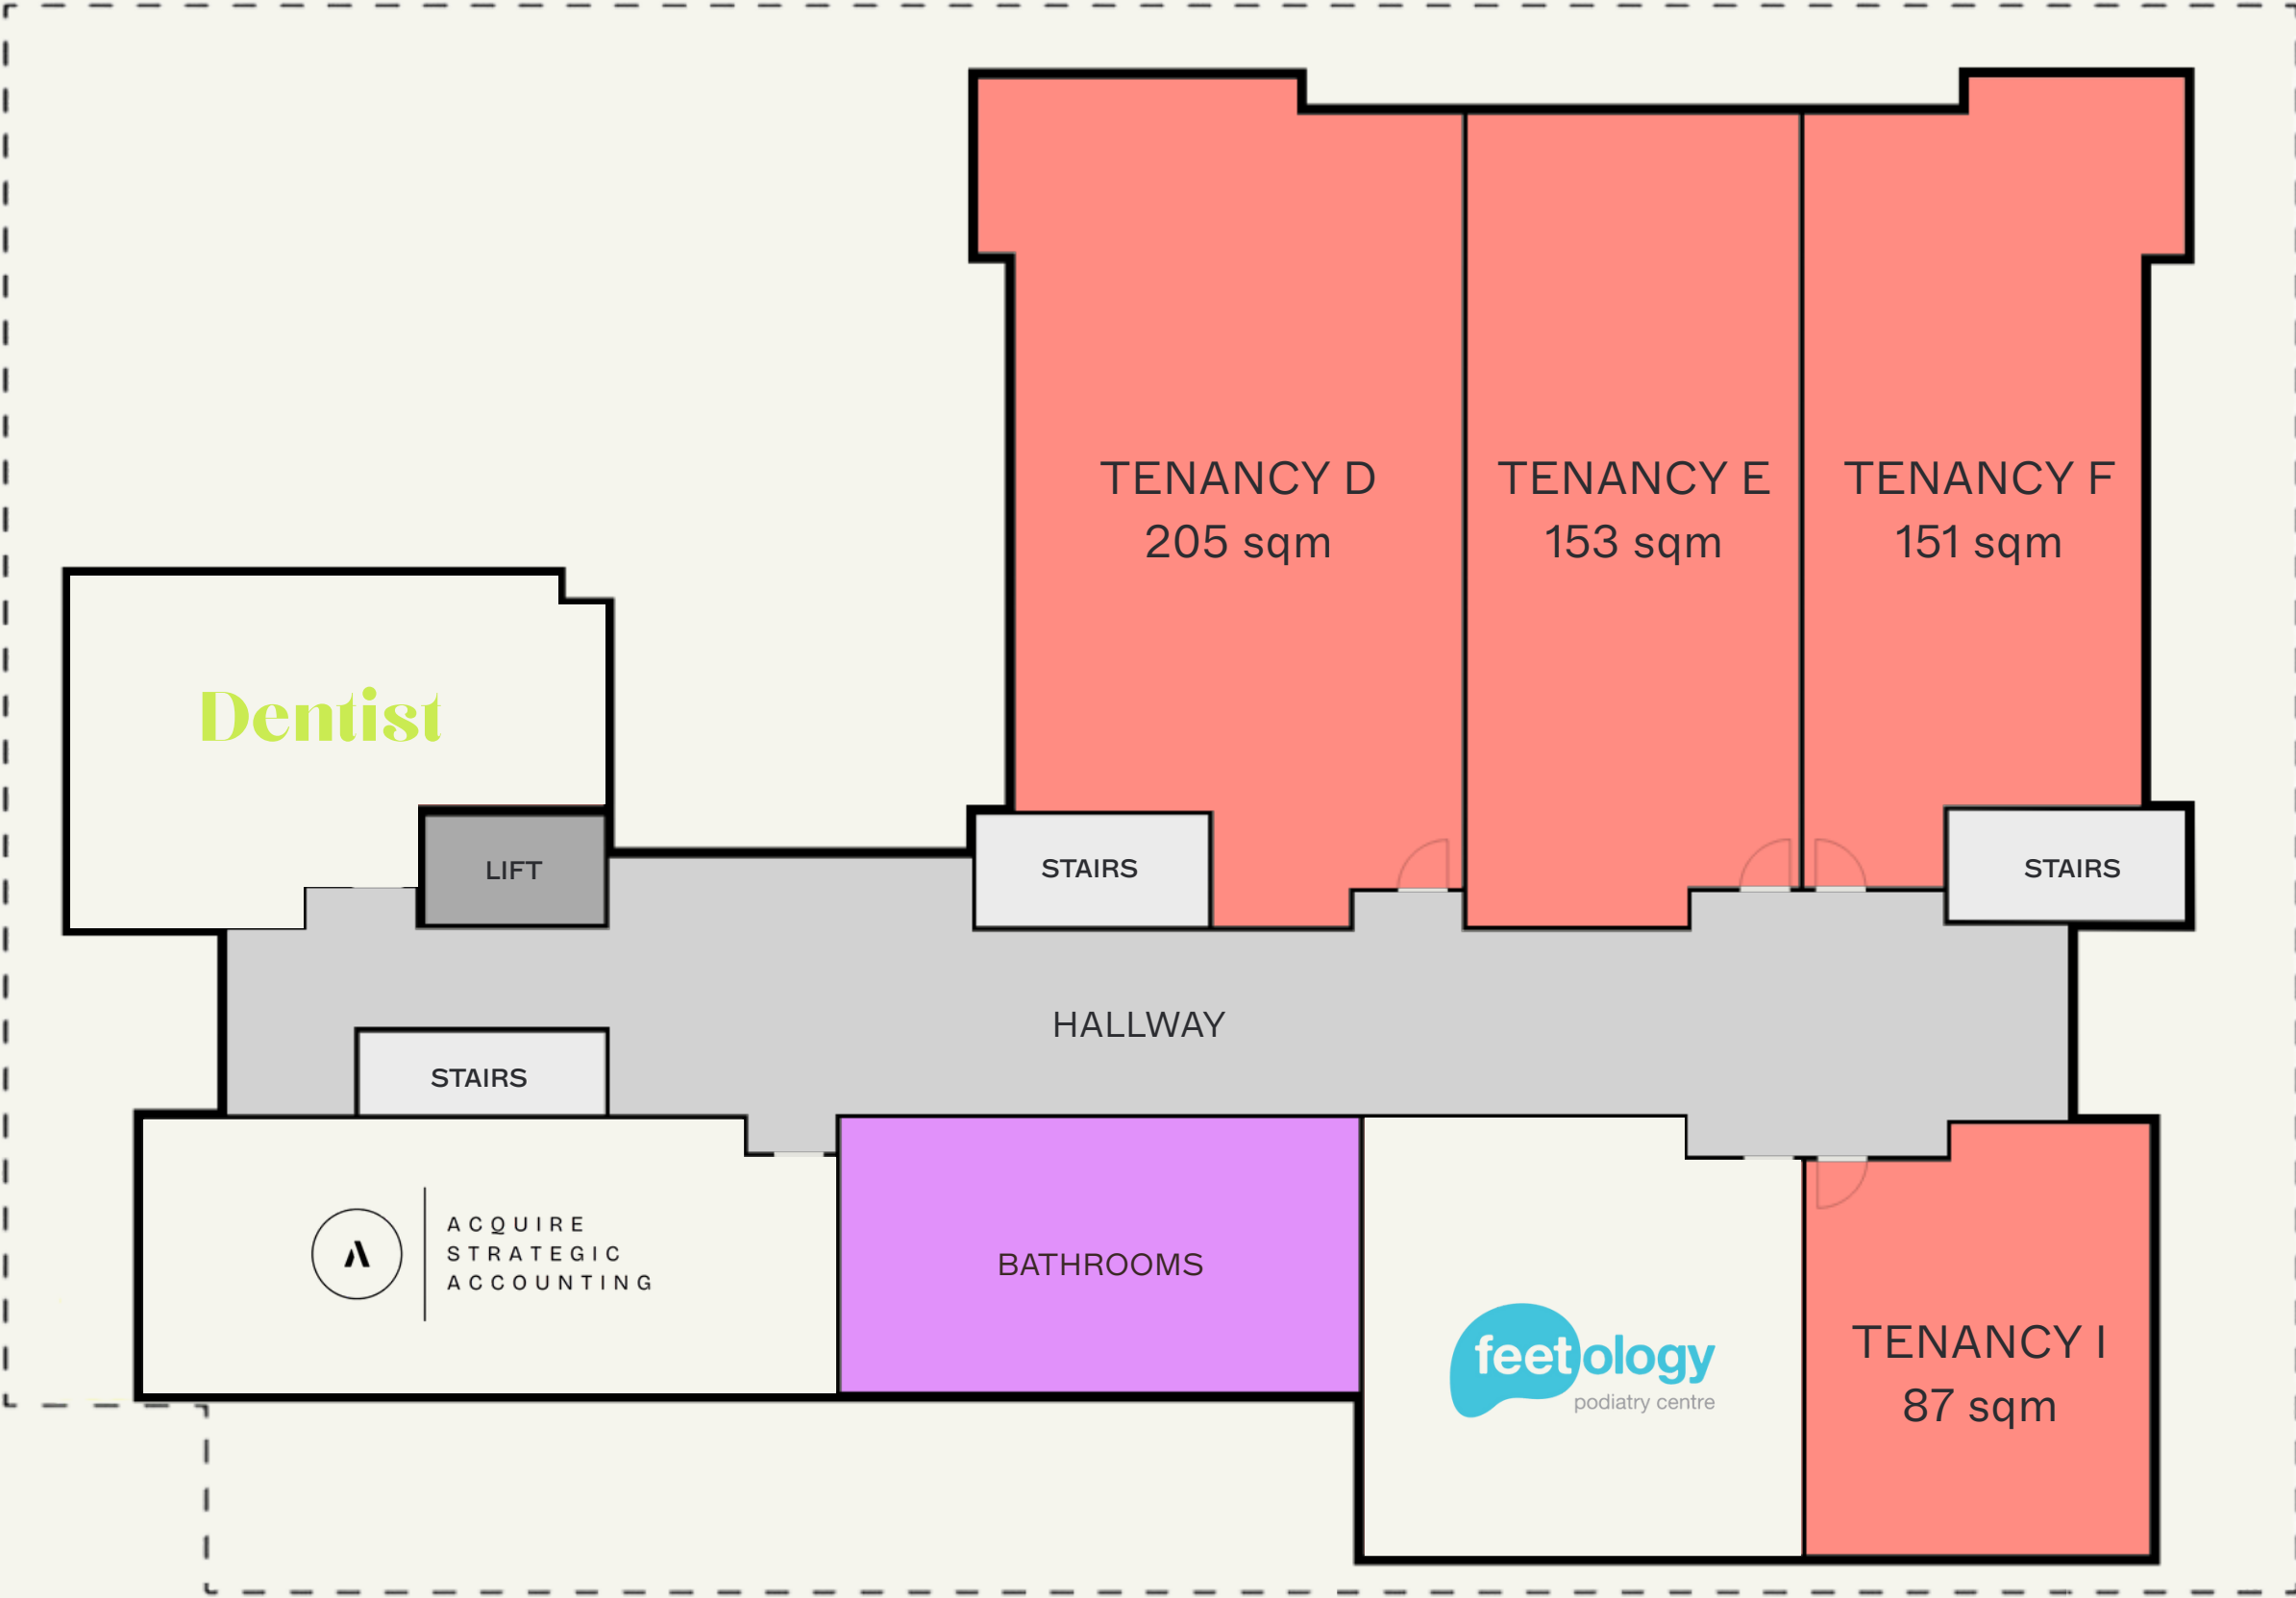 TENANCY D
205 sqm
TENANCY E
153 sqm
TENANCY F
151 sqm
Dentist
LIFT
STAIRS
STAIRS
HALLWAY
STAIRS
ACQUIRE
STRATEGIC
ACCOUNTING
BATHROOMS
feetology
podiatry centre
TENANCY I
87 sqm